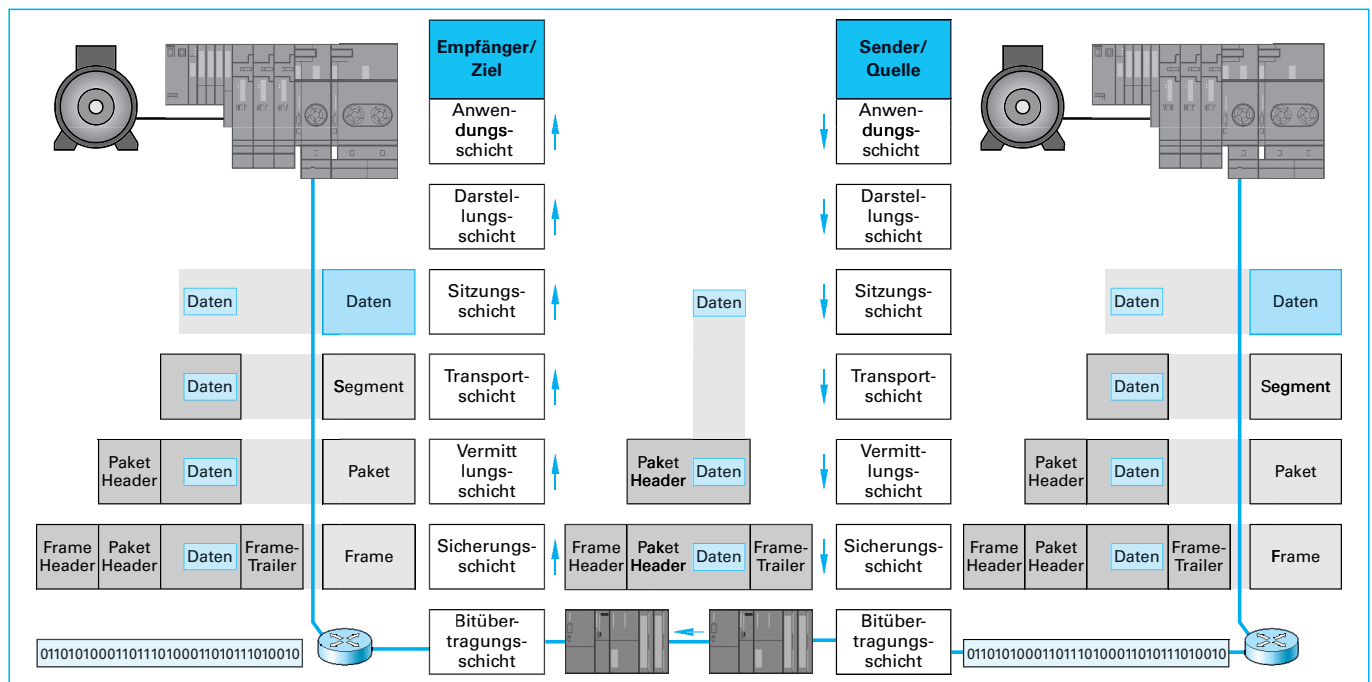 Empfänger/
Ziel
Sender/
Quelle
Anwen-
dungs-
schicht
Anwen-
dungs-
schicht
Darstel-
lungs-
schicht
Darstel-
lungs-
schicht
Daten
Daten
Sitzungs-
schicht
Daten
Sitzungs-
schicht
Daten
Daten
Daten
Segment
Transport-
schicht
Transport-
schicht
Daten
Segment
Paket
Header
Daten
Paket
Vermitt
lungs-
schicht
Paket
Header
Daten
Vermitt-
lungs-
schicht
Paket
Header
Daten
Paket
Frame
Header
Paket
Header
Daten
Frame-
Trailer
Frame
Sicherungs-
schicht
Frame
Header
Paket
Header
Daten
Frame-
Trailer
Sicherungs-
schicht
Frame
Header
Paket
Header
Daten
Frame-
Trailer
Frame
0110101000110111010001101011101 0010
Bitüber-
tragungs-
schicht
Bitüber-
tragungs-
schicht
0110101000110111010001101011101 0010